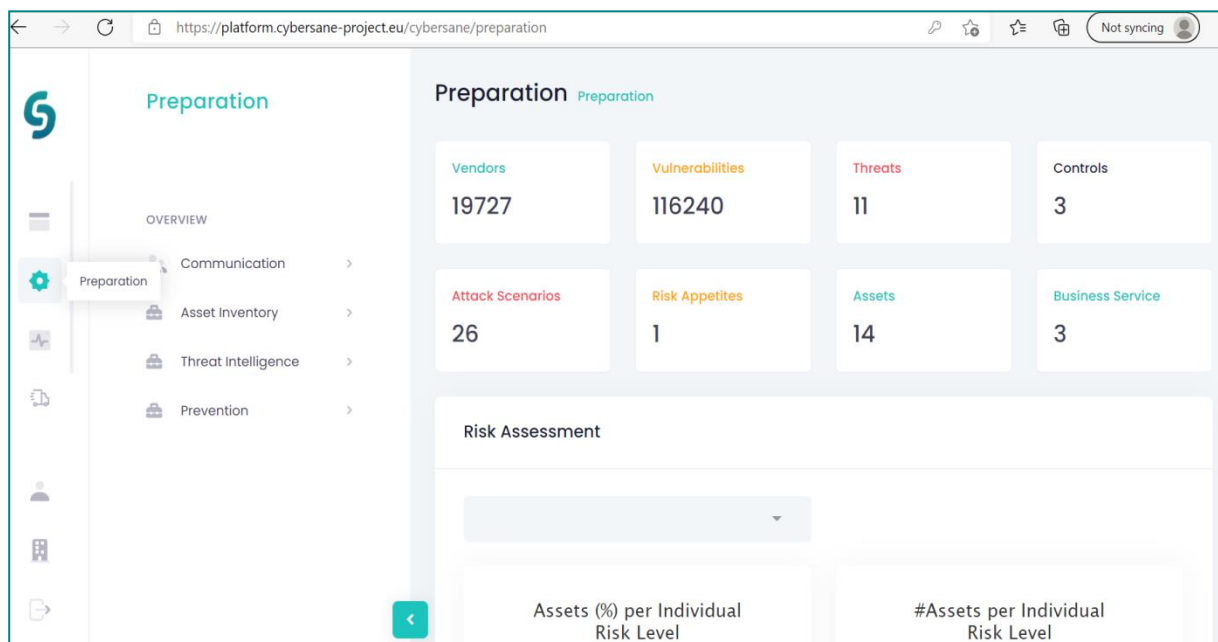 https://platform.cybersane-project.eu/cybersane/preparation
Not syncing
Preparation
OVERVIEW
Communication
Preparation
Asset Inventory
Threat Intelligence
Prevention
Preparation Preparation
Vendors
19727
Vulnerabilities
116240
Threats
11
Controls
3
Attack Scenarios
26
Risk Appetites
1
Assets
14
Business Service
3
Risk Assessment
Assets (%) per Individual
Risk Level
#Assets per Individual
Risk Level